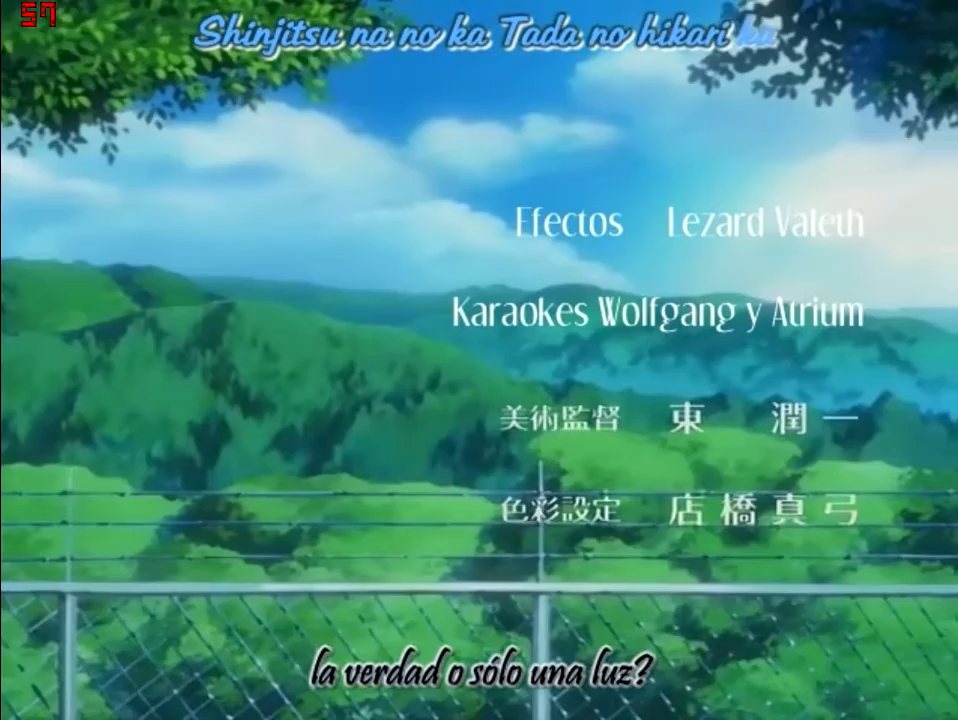 57
Shinjitsu na no ka Tada no hikari ka
Efectos Lezard Valeth
Karaokes Wolfgang y Atrium
美術監督 東 潤一
色彩設定 店橋真弓
la verdad o sólo una luz?